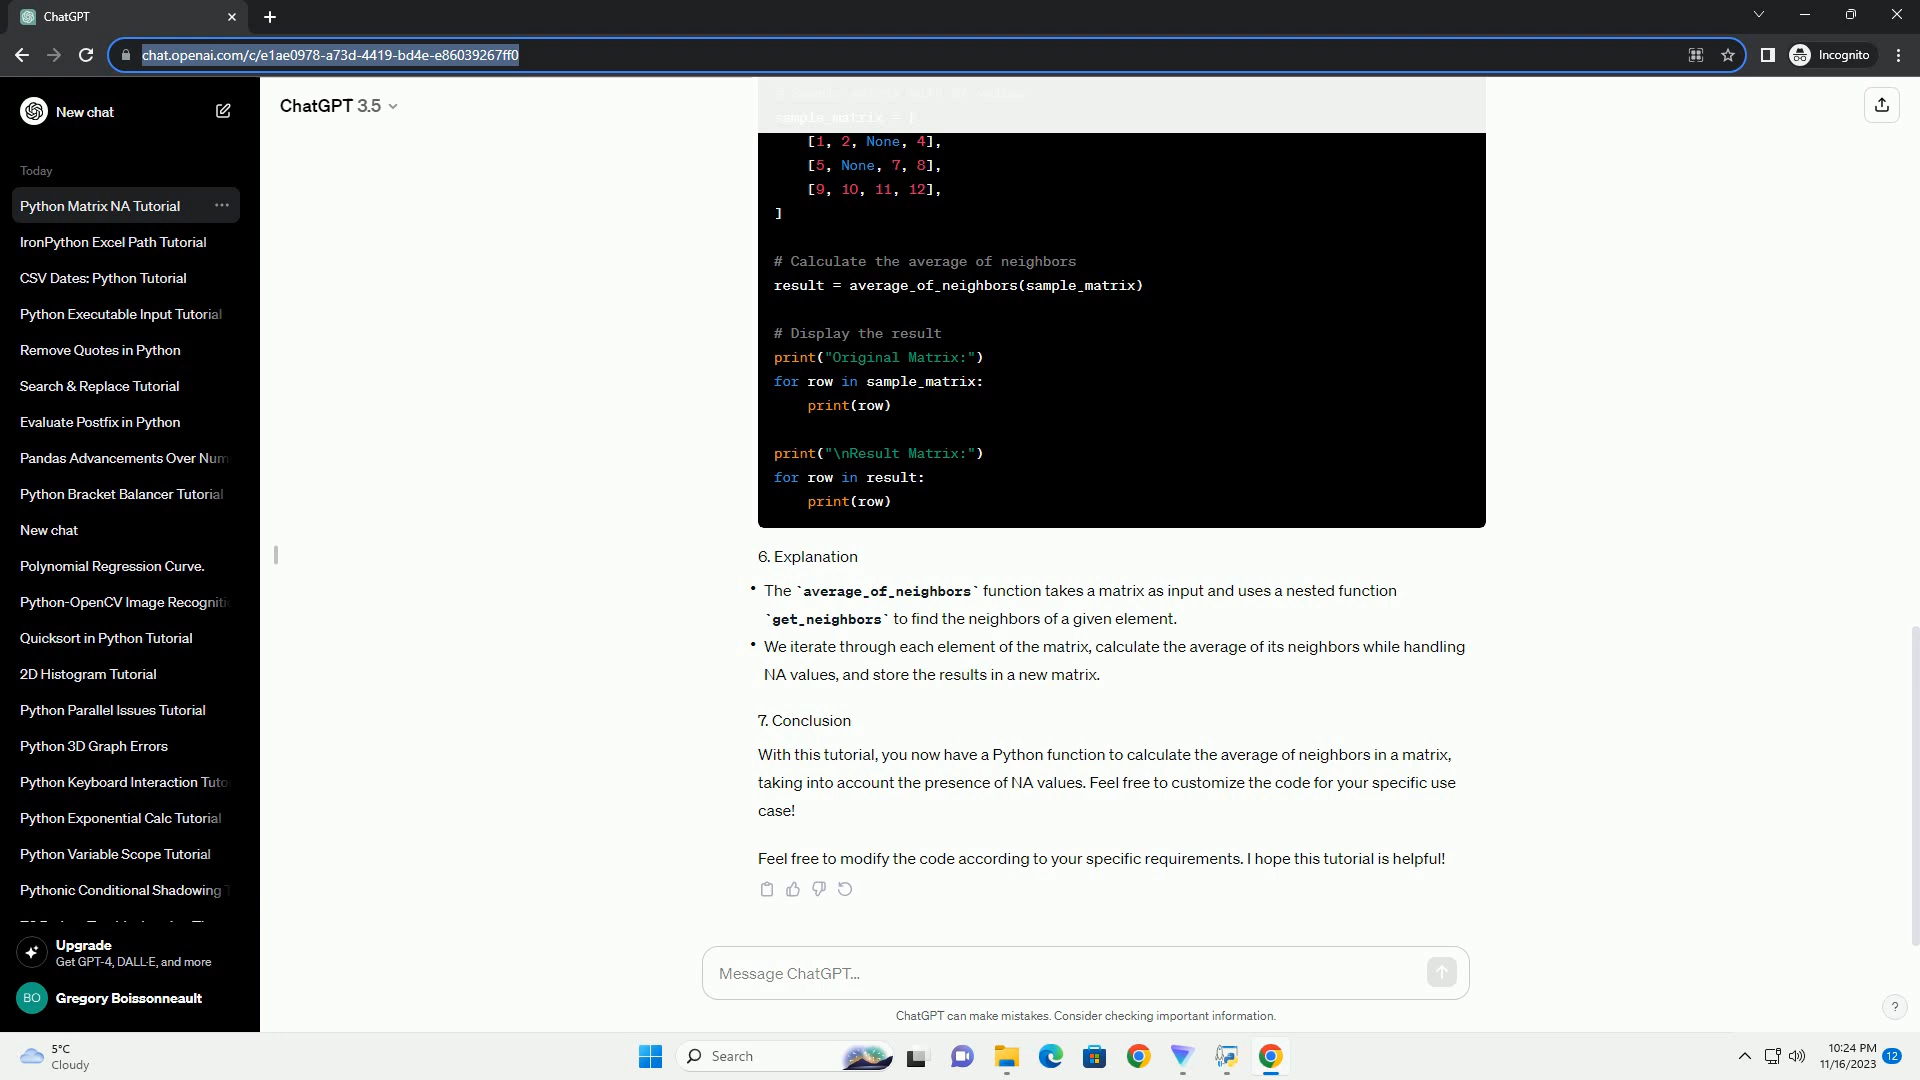 ChatGPT
chat.openai.com/c/e1ae0978-a73d-4419-bd4e-e86039267ff0
Incognito
New chat
Today
Python Matrix NA Tutorial
IronPython Excel Path Tutorial
CSV Dates: Python Tutorial
Python Executable Input Tutorial
Remove Quotes in Python
Search & Replace Tutorial
Evaluate Postfix in Python
Pandas Advancements Over Num
Python Bracket Balancer Tutorial
New chat
Polynomial Regression Curve.
Python-OpenCV Image Recogniti
Quicksort in Python Tutorial
2D Histogram Tutorial
Python Parallel Issues Tutorial
Python 3D Graph Errors
Python Keyboard Interaction Tuto
Python Exponential Calc Tutorial
Python Variable Scope Tutorial
Pythonic Conditional Shadowing T
Upgrade
Get GPT-4, DALL·E, and more
BO
Gregory Boissonneault
ChatGPT 3.5
sample_matrix = [
[1, 2, None, 4],
[5, None, 7, 8],
[9, 10, 11, 12],
]
# Calculate the average of neighbors
result = average_of_neighbors(sample_matrix)
# Display the result
print("Original Matrix:")
for row in sample_matrix:
print(row)
print("\nResult Matrix:")
for row in result:
print(row)
6. Explanation
• The `average_of_neighbors` function takes a matrix as input and uses a nested function
`get_neighbors` to find the neighbors of a given element.
• We iterate through each element of the matrix, calculate the average of its neighbors while handling
NA values, and store the results in a new matrix.
7. Conclusion
With this tutorial, you now have a Python function to calculate the average of neighbors in a matrix,
taking into account the presence of NA values. Feel free to customize the code for your specific use
case!
Feel free to modify the code according to your specific requirements. I hope this tutorial is helpful!
Message ChatGPT...
ChatGPT can make mistakes. Consider checking important information.
?
5°C
Cloudy
Search
10:24 PM
11/16/2023
12